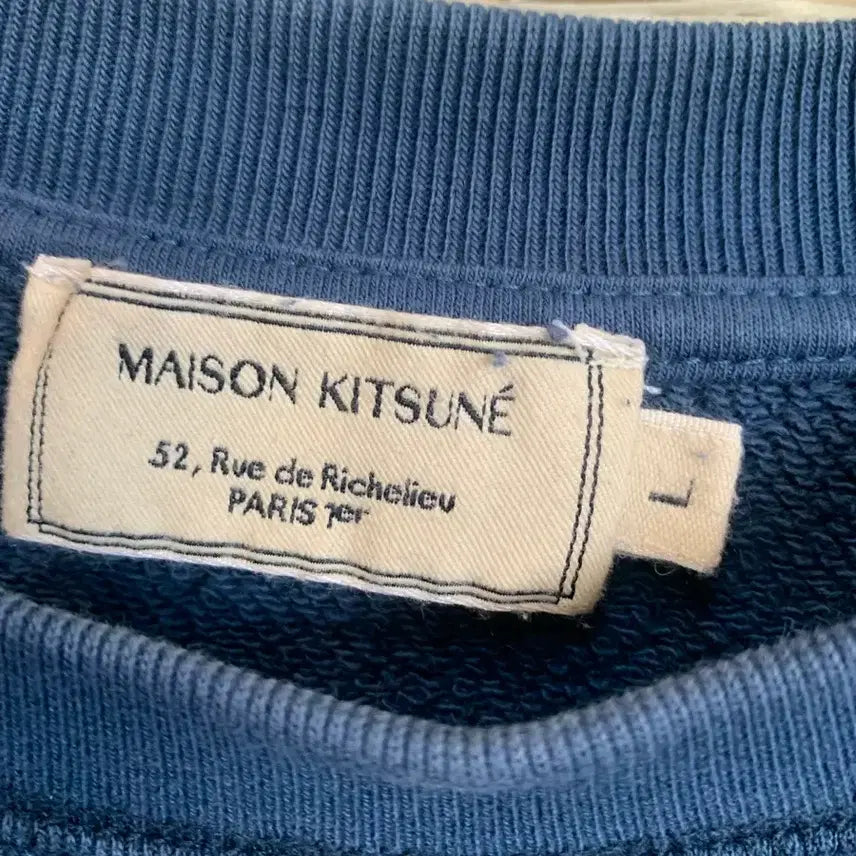 MAISON KITSUNÉ
52, Rue de Richelieu
PARIS 1er
L